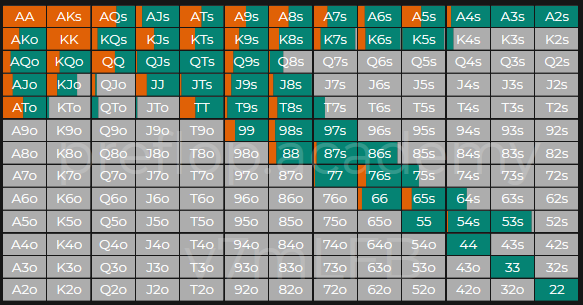 AA AKs AQs AJs ATs A9s A8s A7s A6s A5s A4s A3s A2s
AKo KK KQs KJs KTs K9s K8s K7s K6s K5s K4s K3s K2s
AQo KQo QQ QJs QTs Q9s Q8s Q7s Q6s Q5s Q4s Q3s Q2s
AJo KJo QJo JJ JTs J9s J8s J7s J6s J5s J4s J3s J2s
ATo KTo QTo JTo TT T9s T8s T7s T6s T5s T4s T3s T2s
A9o K9o Q9o J9o T9o 99 98s 97s 96s 95s 94s 93s 92s
A8o K8o Q8o J8o T8o 98o 88 87s 86s 85s 84s 83s 82s
preflop.academy
A7o K7o Q7o J7o T7o 97o 87o 77 76s 75s 74s 73s 72s
A6o K6o Q6o J6o T6o 96o 86o 76o 66 65s 64s 63s 62s
A5o K5o Q5o J5o T5o 95o 85o 75o 65o 55 54s 53s 52s
A4o K4o Q4o J4o T4o 94o 84o 74o 64o 54o 44 43s 42s
A3o K3o Q3o J3o T3o 93o 83o 73o 63o 53o 43o 33 32s
A2o K2o Q2o J2o T2o 92o 82o 72o 62o 52o 42o 32o 22